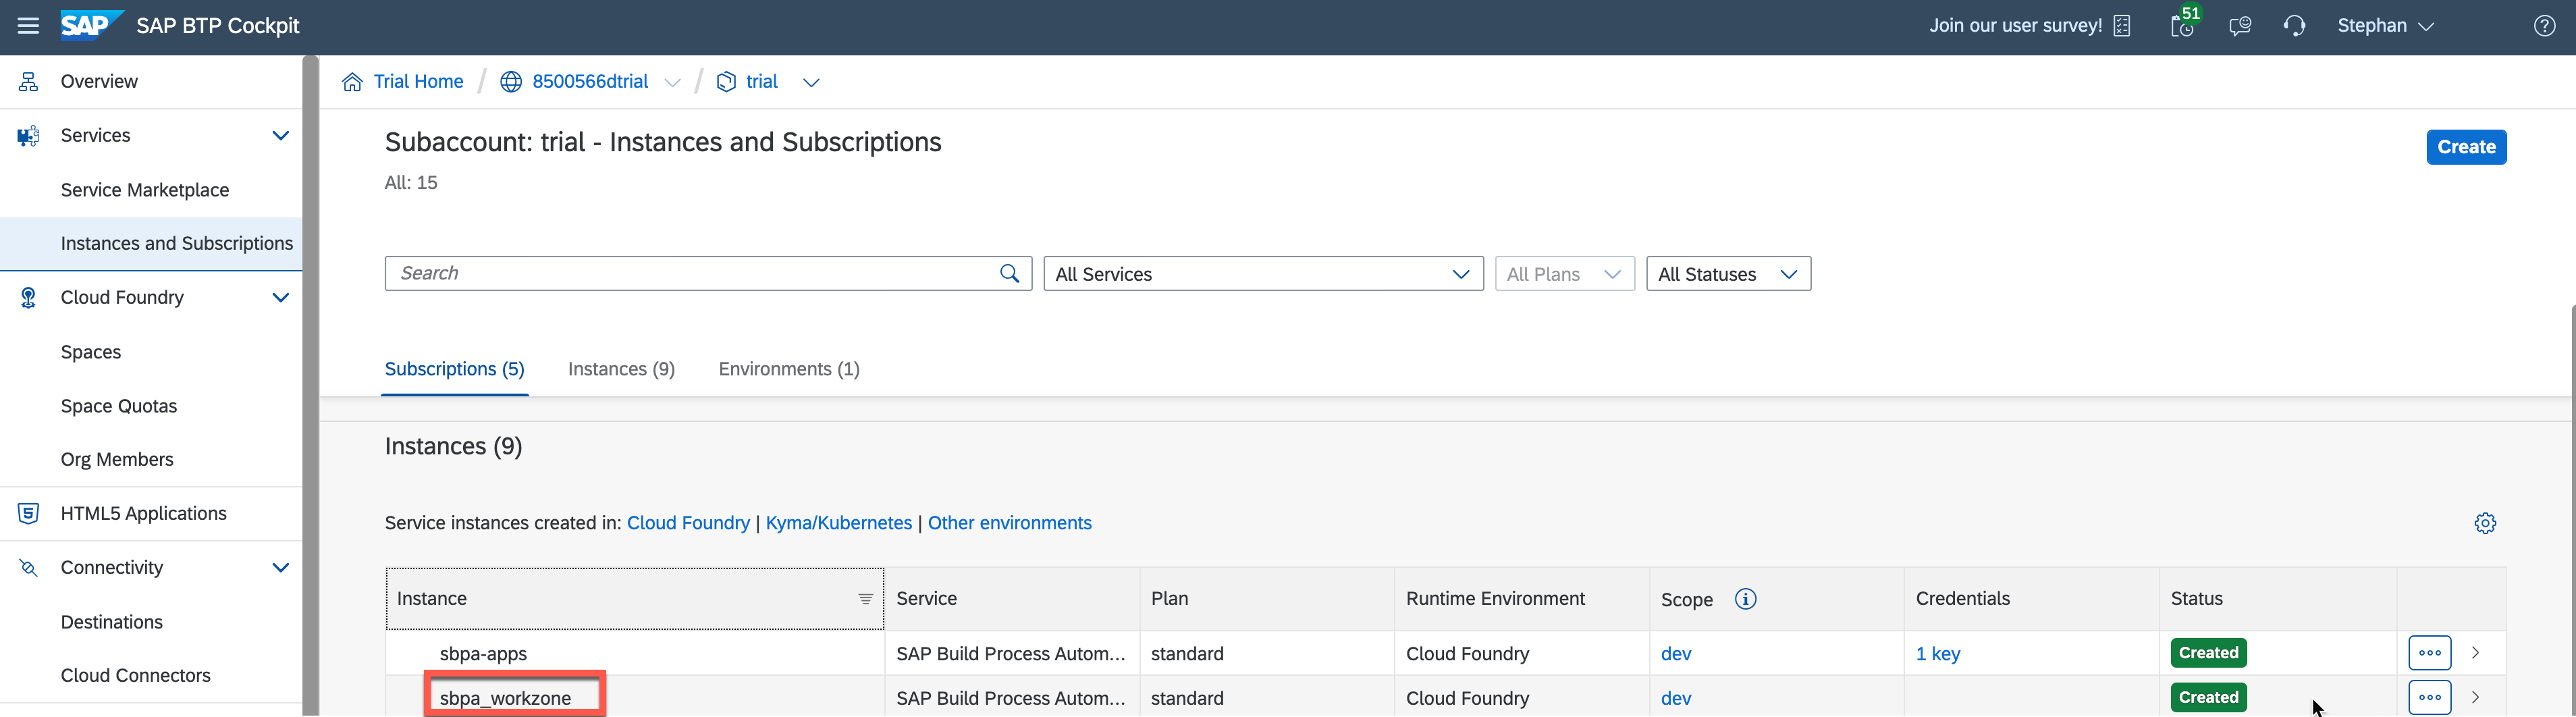 SAP SAP BTP Cockpit Join our user survey! 51 Stephan
Overview
Services
Service Marketplace
Instances and Subscriptions
Cloud Foundry
Spaces
Space Quotas
Org Members
HTML5 Applications
Connectivity
Destinations
Cloud Connectors
Trial Home / 8500566dtrial / trial
Subaccount: trial - Instances and Subscriptions
Create
All: 15
Search All Services All Plans All Statuses
Subscriptions (5) Instances (9) Environments (1)
Instances (9)
Service instances created in: Cloud Foundry | Kyma/Kubernetes | Other environments
Instance Service Plan Runtime Environment Scope Credentials Status
sbpa-apps SAP Build Process Autom... standard Cloud Foundry dev 1 key Created
sbpa_workzone SAP Build Process Autom... standard Cloud Foundry dev Created